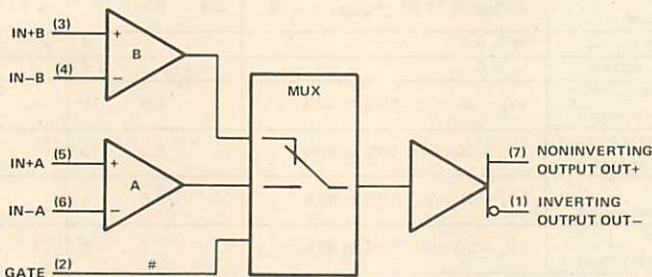 IN+B (3)
+
B
IN−B (4)
−
MUX
IN+A (5)
+
A
IN−A (6)
−
GATE (2) #
(7) NONINVERTING
OUTPUT OUT+
(1) INVERTING
OUTPUT OUT−